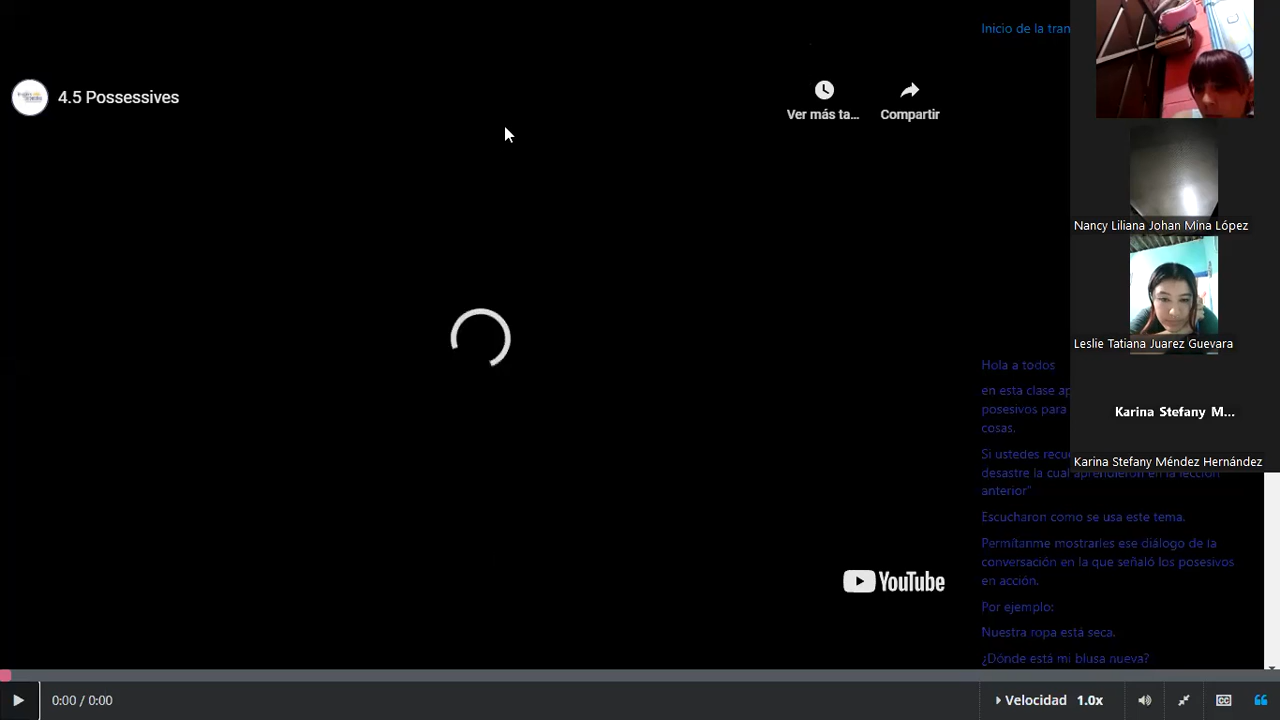 Inicio de la tran
4.5 Possessives
Ver más ta...
Compartir
Nancy Liliana Johan Mina López
Leslie Tatiana Juarez Guevara
Karina Stefany M...
Karina Stefany Méndez Hernández
Hola a todos
en esta clase ap
posesivos para
cosas.
Si ustedes recu
desastre la cual aprendieron en la lección
anterior"
Escucharon como se usa este tema.
Permítanme mostrarles ese diálogo de la
conversación en la que señaló los posesivos
en acción.
Por ejemplo:
Nuestra ropa está seca.
¿Dónde está mi blusa nueva?
YouTube
0:00 / 0:00
Velocidad 1.0x
CC